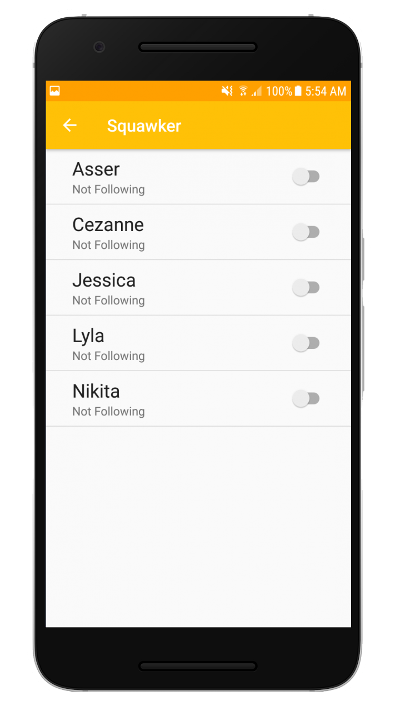 100% 5:54 AM
Squawker
Asser
Not Following
Cezanne
Not Following
Jessica
Not Following
Lyla
Not Following
Nikita
Not Following